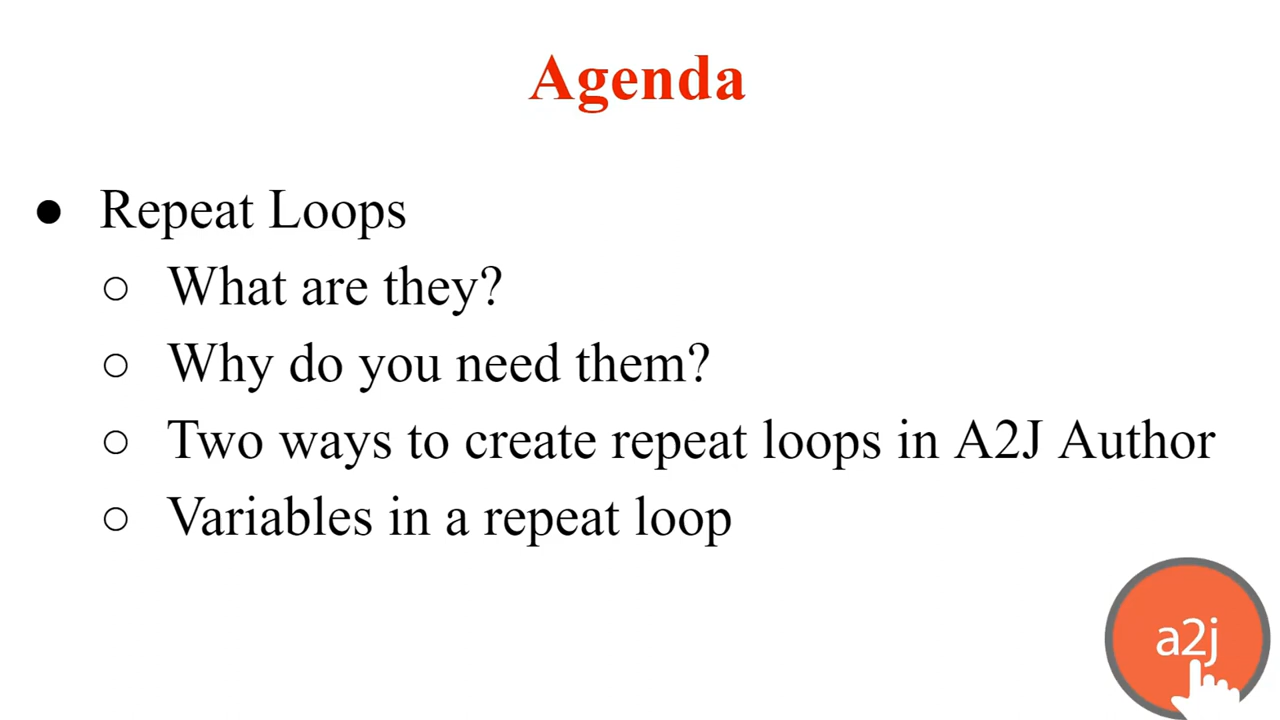 Agenda
● Repeat Loops
○ What are they?
○ Why do you need them?
○ Two ways to create repeat loops in A2J Author
○ Variables in a repeat loop
a2j